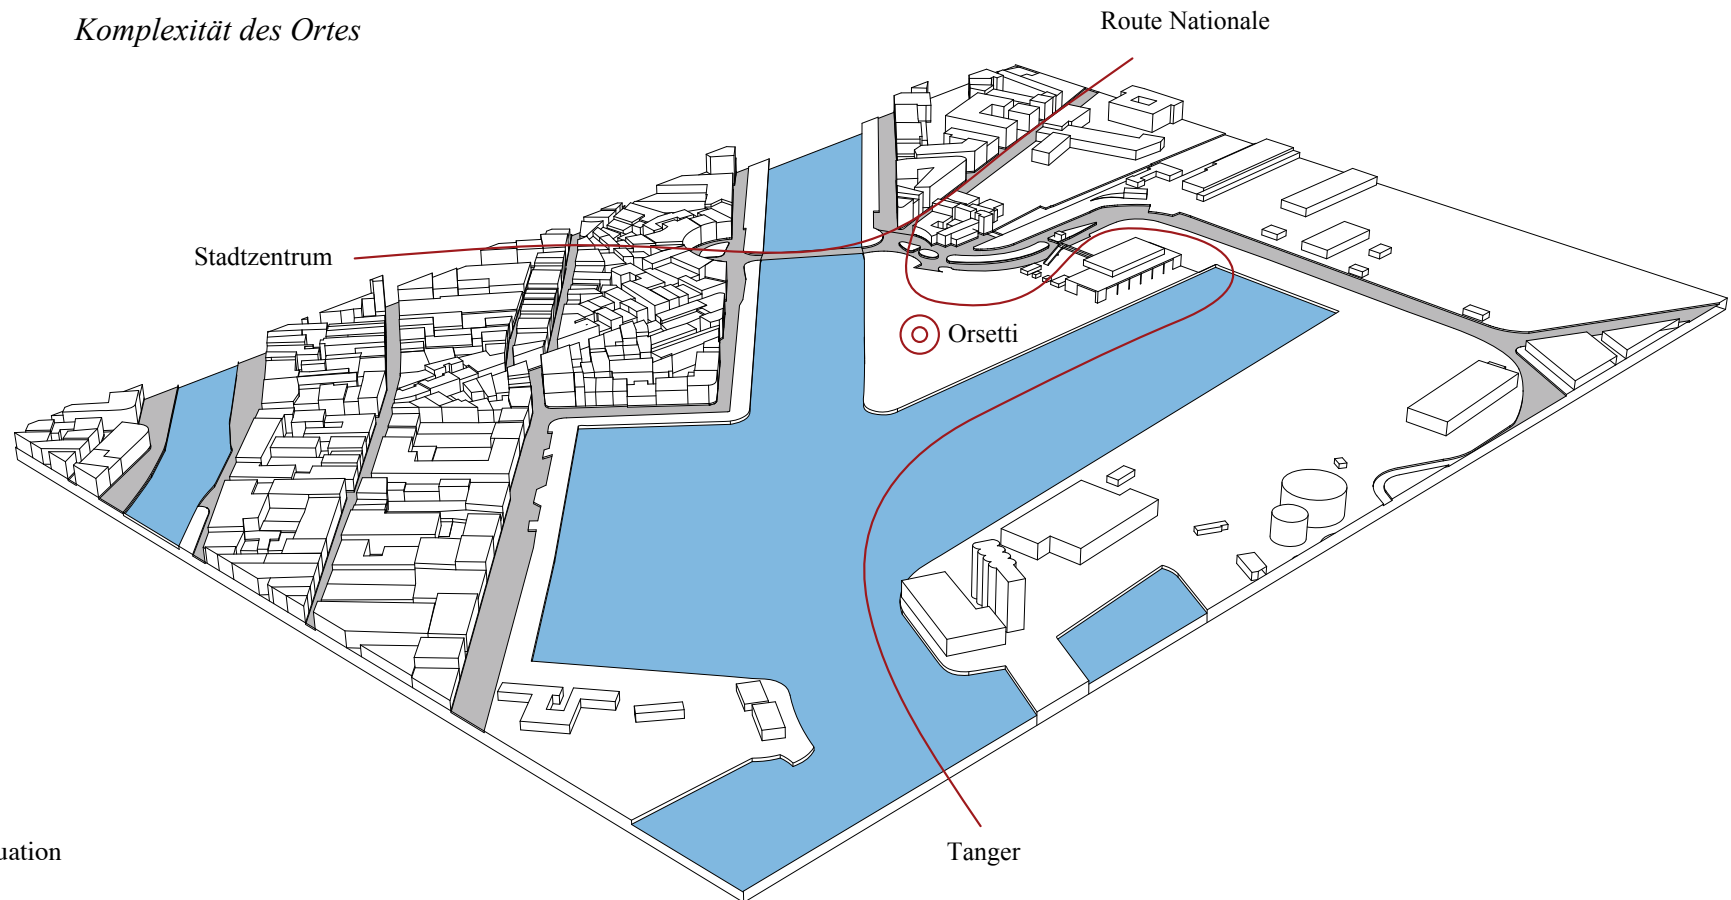 Komplexität des Ortes
Route Nationale
Stadtzentrum
Orsetti
Tanger
uation